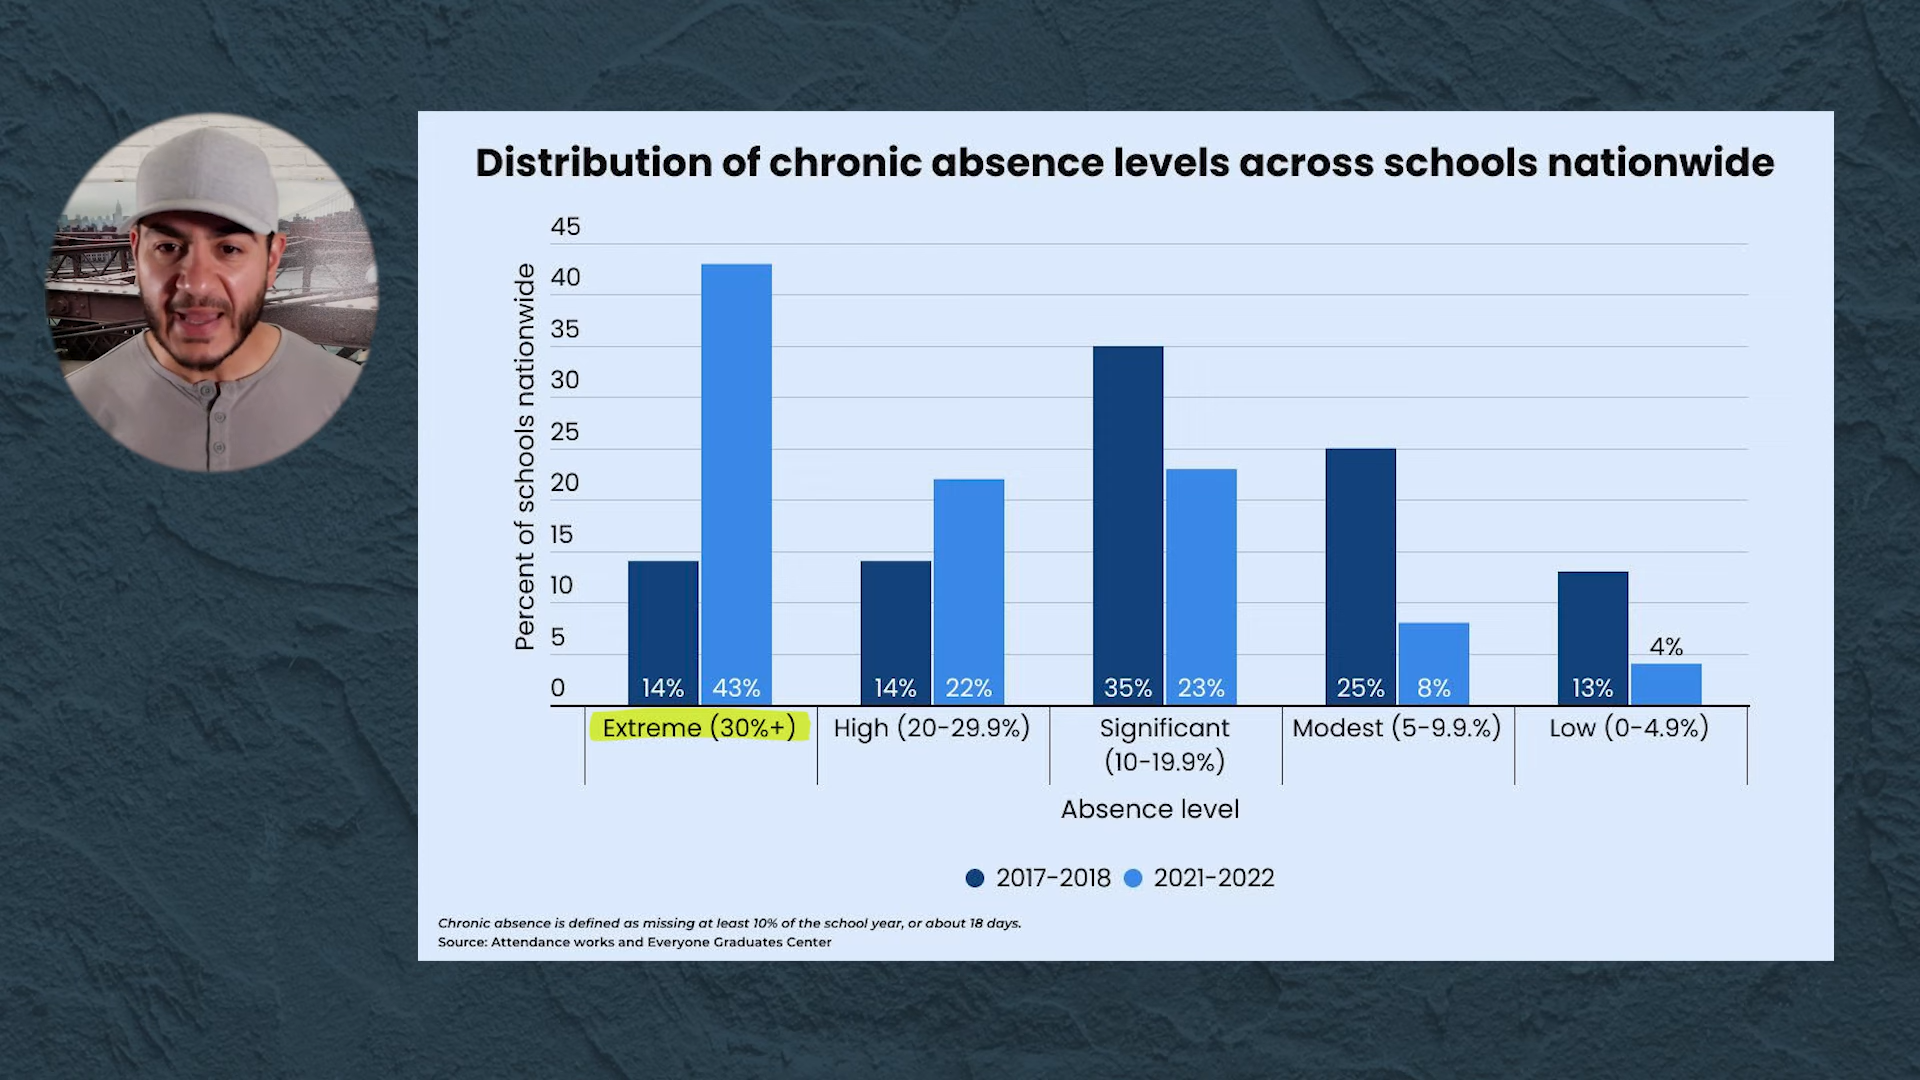 Distribution of chronic absence levels across schools nationwide
Percent of schools nationwide
45
40
35
30
25
20
15
10
5
0
14% 43% 14% 22% 35% 23% 25% 8% 13% 4%
Extreme (30%+) High (20-29.9%) Significant (10-19.9%) Modest (5-9.9.%) Low (0-4.9%)
Absence level
2017-2018 2021-2022
Chronic absence is defined as missing at least 10% of the school year, or about 18 days.
Source: Attendance works and Everyone Graduates Center